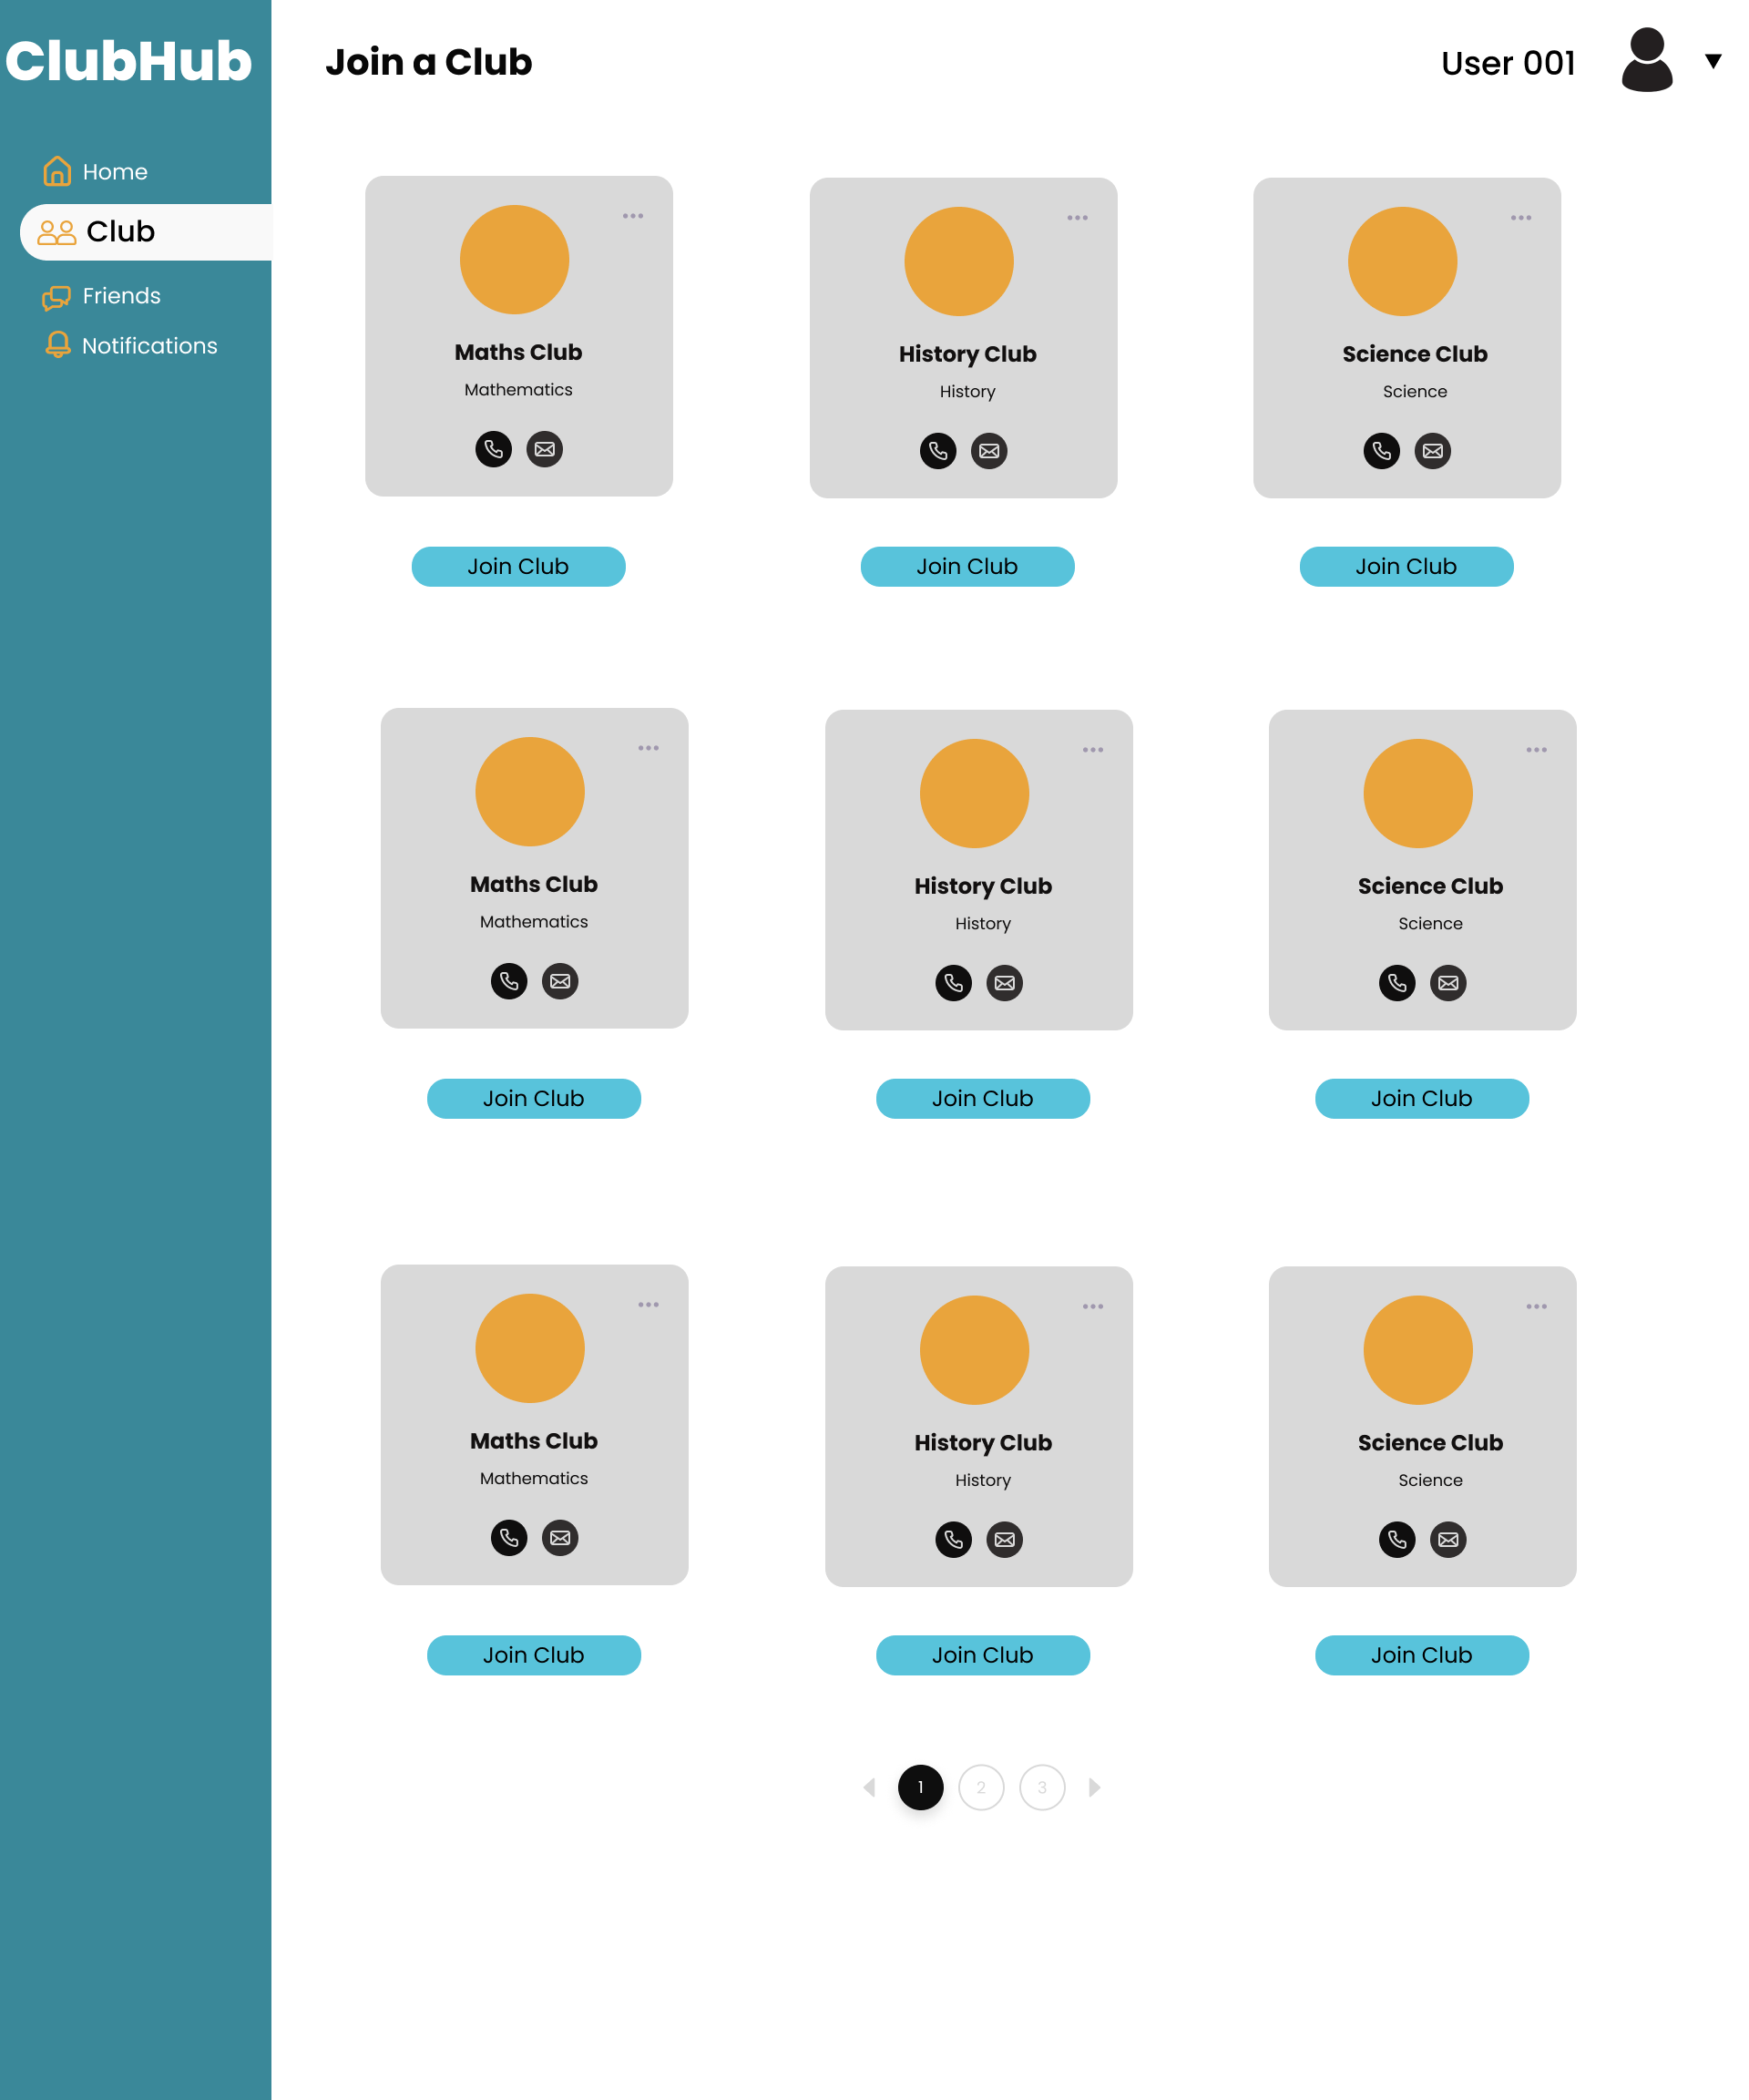 ClubHub
Join a Club
User 001
Home
Club
Friends
Notifications
Maths Club
History Club
Science Club
Mathematics
History
Science
Join Club
Join Club
Join Club
Maths Club
History Club
Science Club
Mathematics
History
Science
Join Club
Join Club
Join Club
Maths Club
History Club
Science Club
Mathematics
History
Science
Join Club
Join Club
Join Club
1
2
3